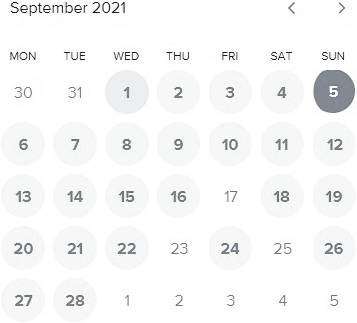 September 2021 < >
MON TUE WED THU FRI SAT SUN
30 31 1 2 3 4 5
6 7 8 9 10 11 12
13 14 15 16 17 18 19
20 21 22 23 24 25 26
27 28 1 2 3 4 5